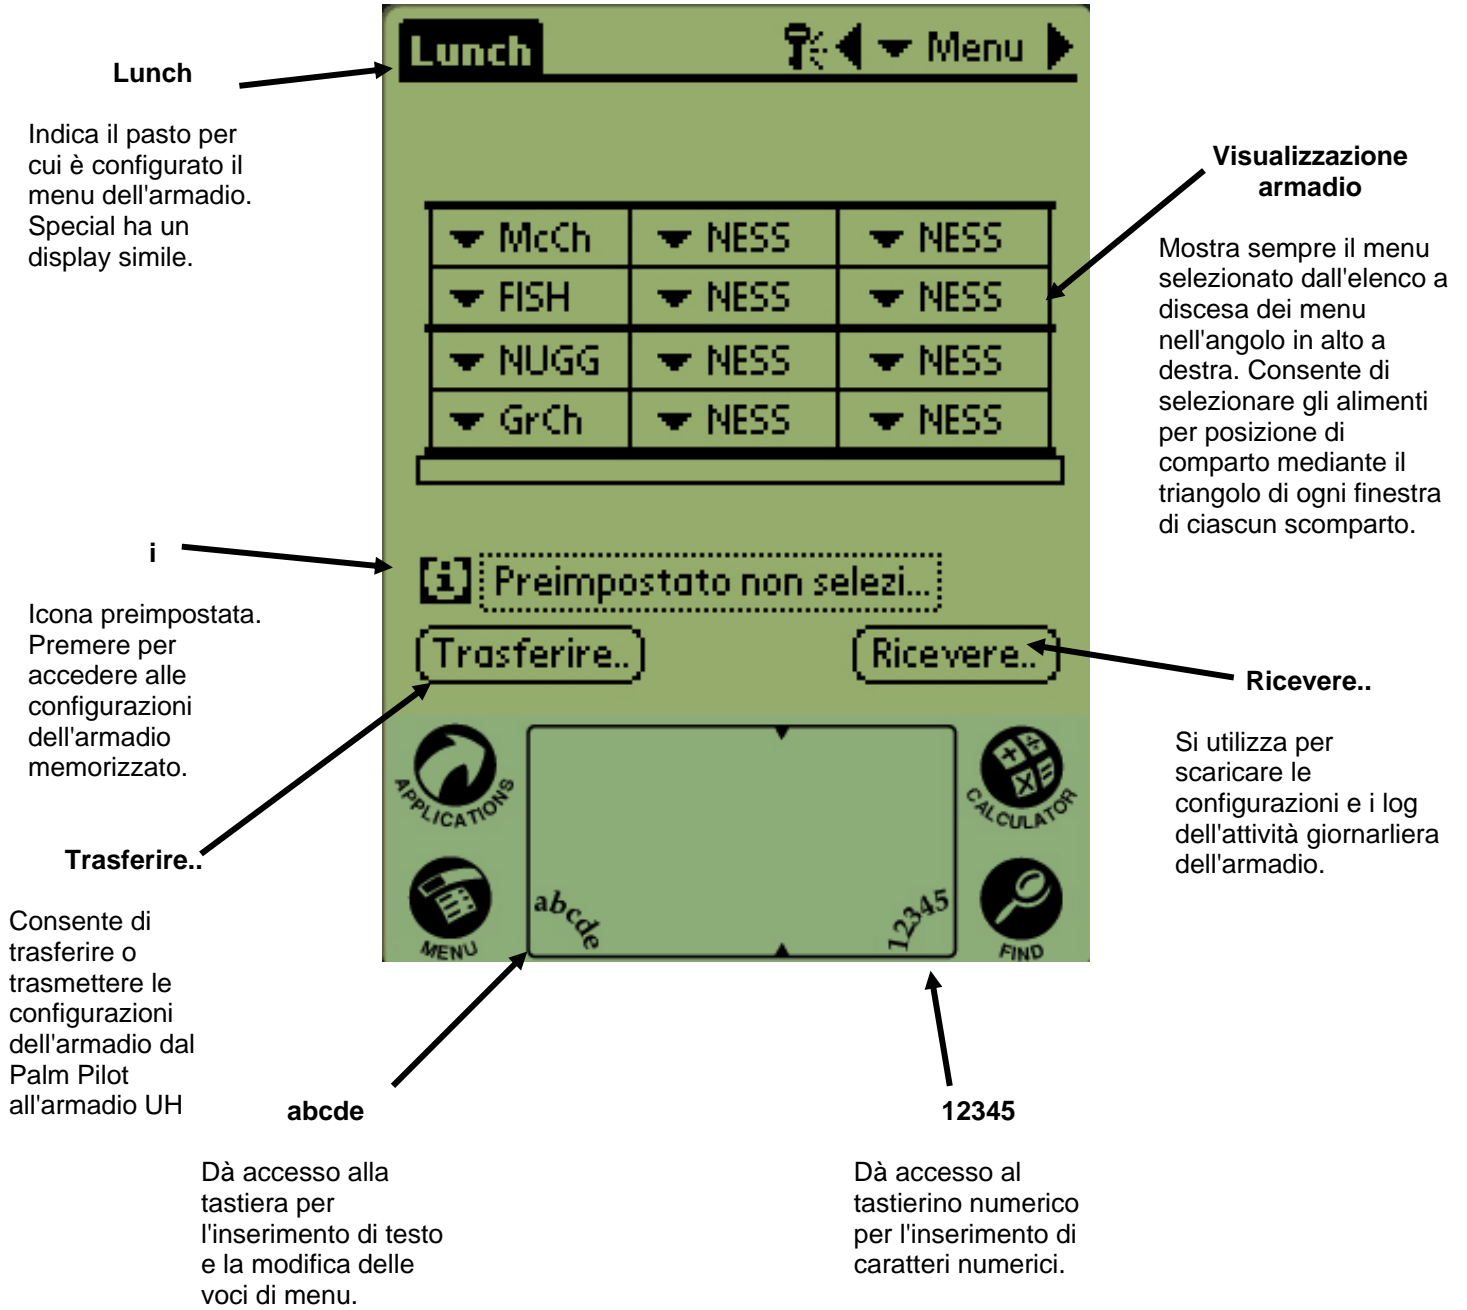 Lunch
Menu
Lunch
Indica il pasto per
cui è configurato il
menu dell'armadio.
Special ha un
display simile.
Visualizzazione
armadio
Mostra sempre il menu
selezionato dall'elenco a
discesa dei menu
nell'angolo in alto a
destra. Consente di
selezionare gli alimenti
per posizione di
comparto mediante il
triangolo di ogni finestra
di ciascun scomparto.
McCh NESS NESS
FISH NESS NESS
NUGG NESS NESS
GrCh NESS NESS
i
Icona preimpostata.
Premere per
accedere alle
configurazioni
dell'armadio
memorizzato.
[i] Preimpostato non selezi...
Trasferire.. Ricevere..
Ricevere..
Si utilizza per
scaricare le
configurazioni e i log
dell'attività giornarliera
dell'armadio.
APPLICATIONS
CALCULATOR
MENU
abcde
12345
FIND
Trasferire..
Consente di
trasferire o
trasmettere le
configurazioni
dell'armadio dal
Palm Pilot
all'armadio UH
abcde
Dà accesso alla
tastiera per
l'inserimento di testo
e la modifica delle
voci di menu.
12345
Dà accesso al
tastierino numerico
per l'inserimento di
caratteri numerici.